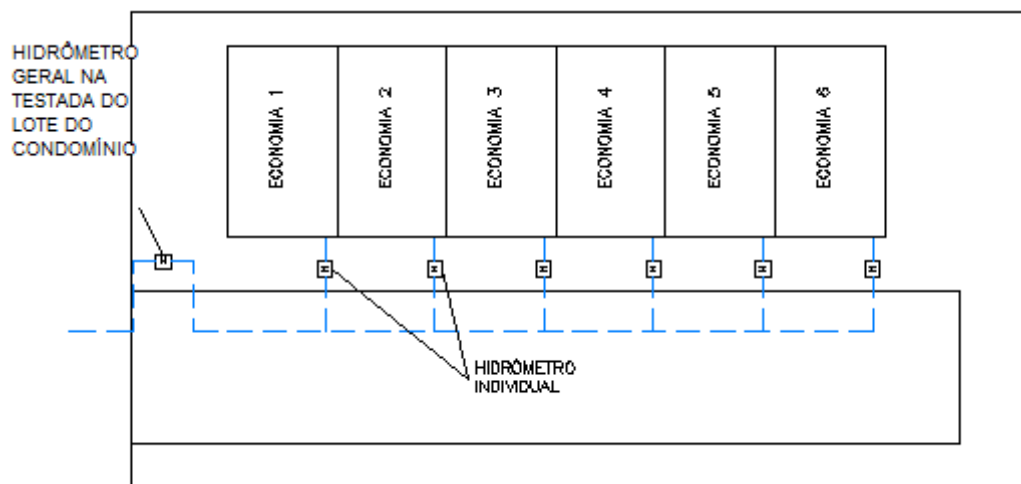 HIDRÔMETRO
GERAL NA
TESTADA DO
LOTE DO
CONDOMÍNIO
ECONOMIA 1
ECONOMIA 2
ECONOMIA 3
ECONOMIA 4
ECONOMIA 5
ECONOMIA 6
H
H
H
H
H
H
H
HIDRÔMETRO
INDIVIDUAL